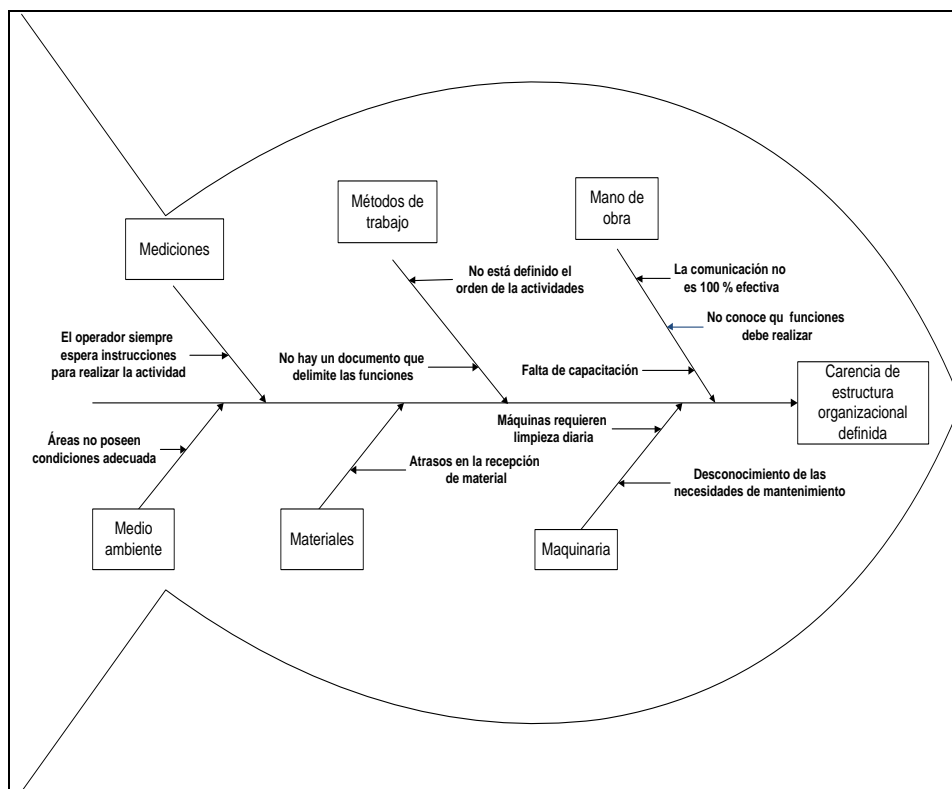 Mediciones
Métodos de
trabajo
Mano de
obra
No está definido el
orden de la actividades
La comunicación no
es 100 % efectiva
No conoce qu funciones
debe realizar
El operador siempre
espera instrucciones
para realizar la actividad
No hay un documento que
delimite las funciones
Falta de capacitación
Carencia de
estructura
organizacional
definida
Áreas no poseen
condiciones adecuada
Atrasos en la recepción
de material
Máquinas requieren
limpieza diaria
Desconocimiento de las
necesidades de mantenimiento
Medio
ambiente
Materiales
Maquinaria